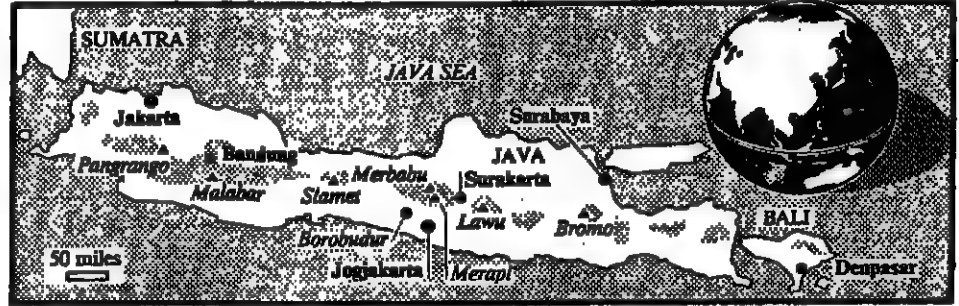 SUMATRA
JAVA SEA
Jakarta
Surabaya
Pangrango
Bandung
JAVA
Malabar
Slamet
Merbabu
Surakarta
Lawu
Bromo
BALI
Borobudur
50 miles
Jogjakarta
Merapi
Denpasar